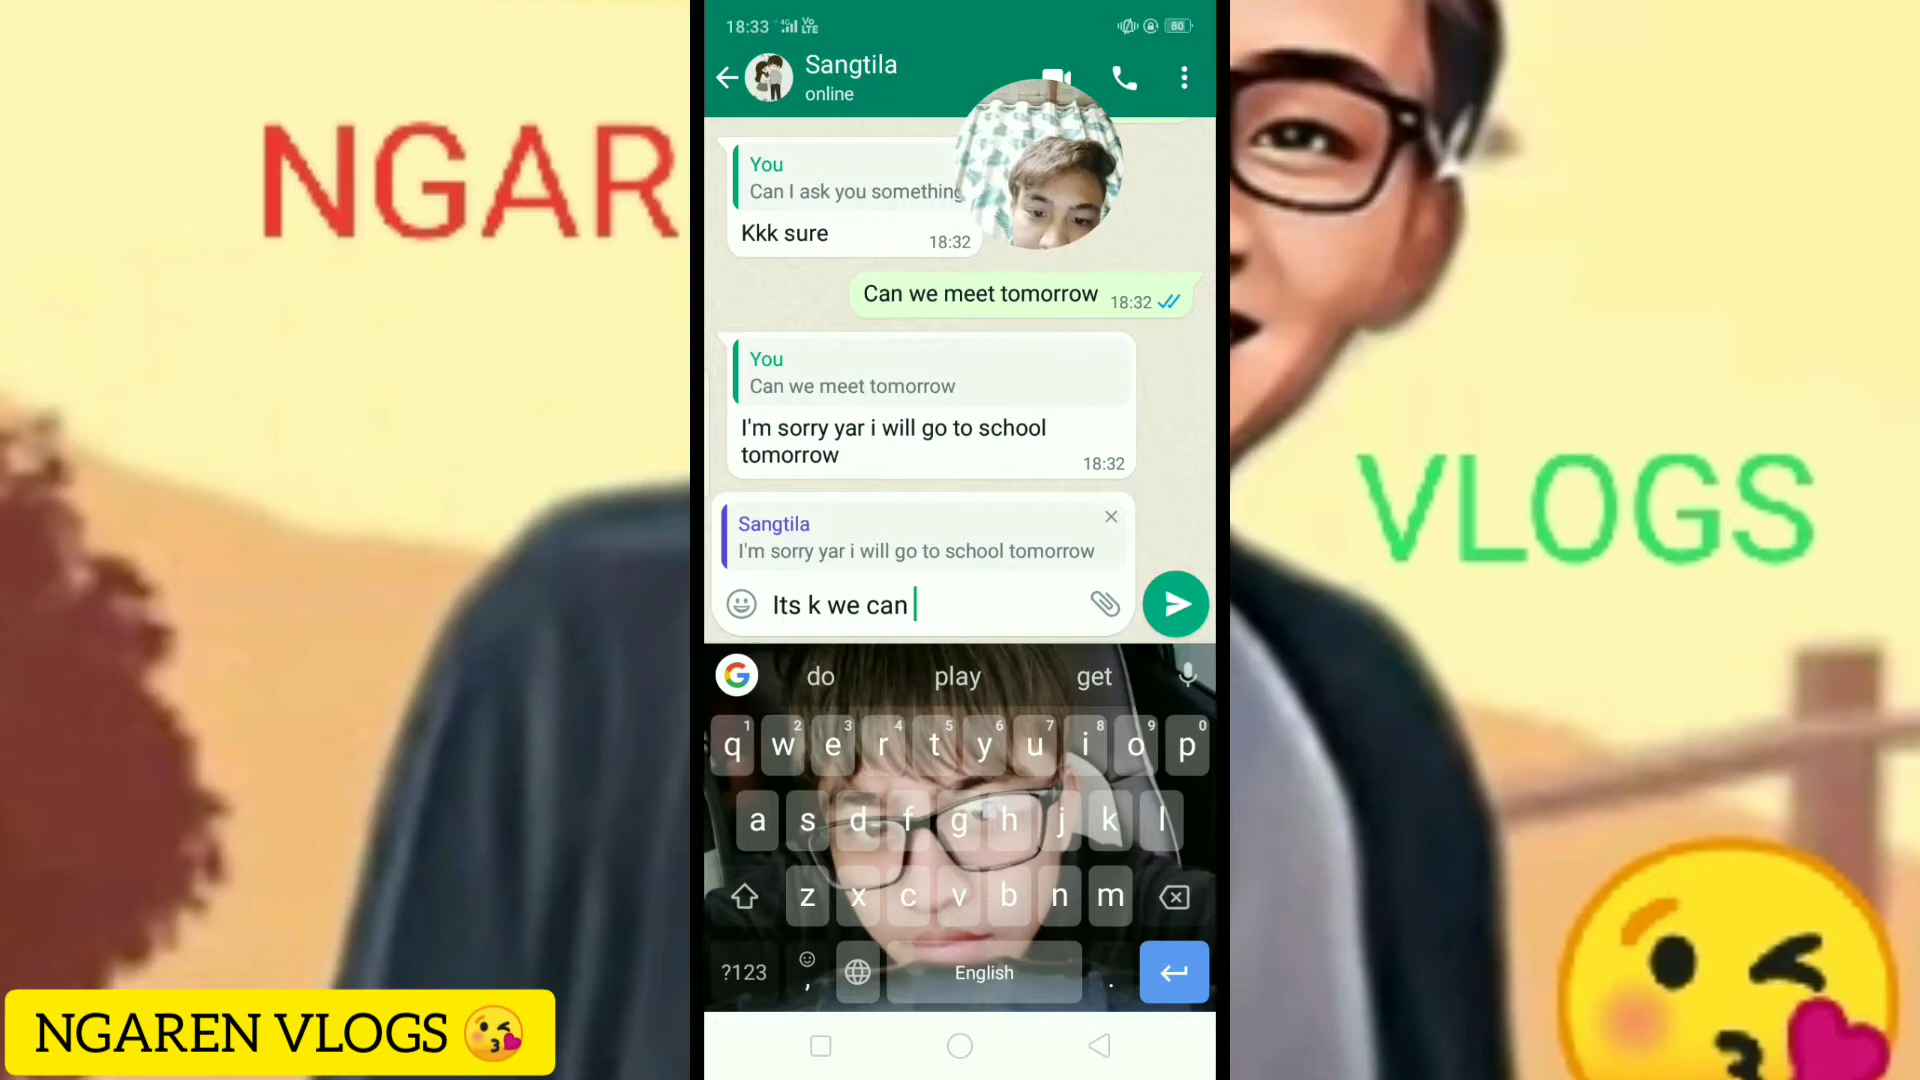 NGAR
VLOGS
NGAREN VLOGS
18:33 4G Vo LTE 80
Sangtila
online
You
Can I ask you something
Kkk sure
18:32
Can we meet tomorrow 18:32
You
Can we meet tomorrow
I'm sorry yar i will go to school
tomorrow
18:32
Sangtila
I'm sorry yar i will go to school tomorrow
Its k we can
do play get
1 2 3 4 5 6 7 8 9 0
q w e r t y u i o p
a s d f g h j k l
z x c v b n m
?123 , English .